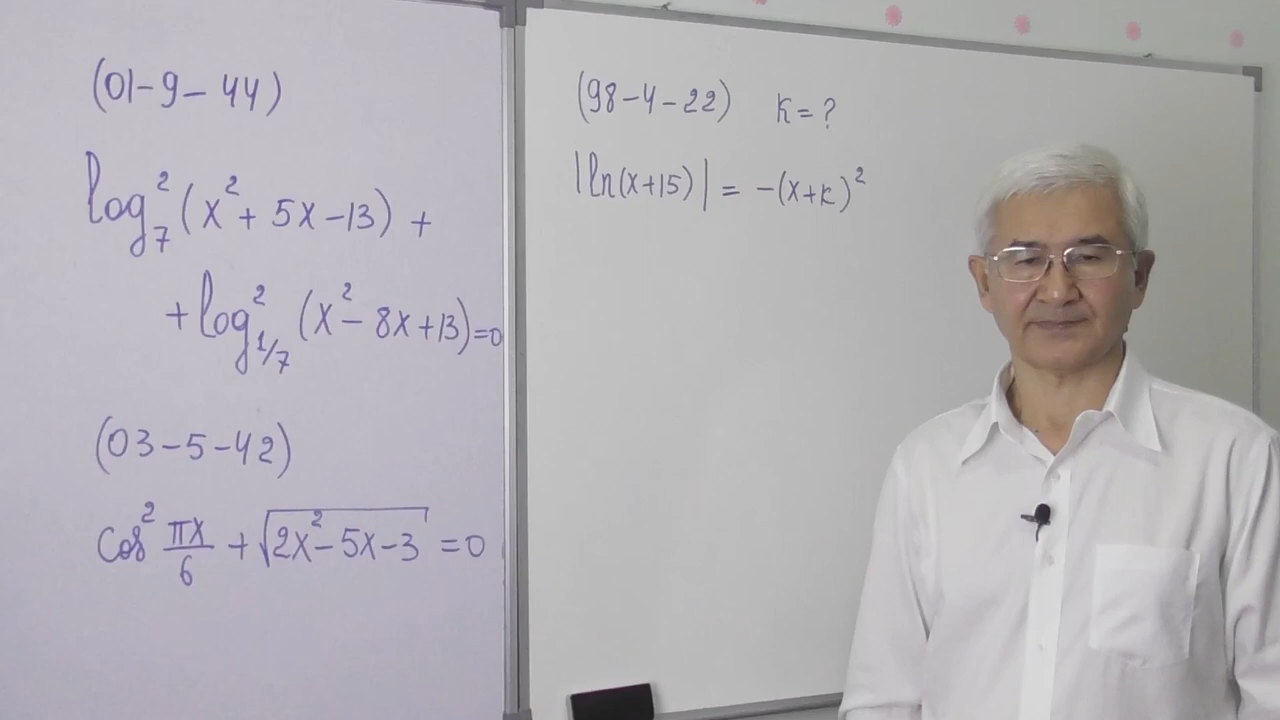 (01-9-44)
log₇²(x²+5x-13)+
+log²₁/₇(x²-8x+13)=0
(03-5-42)
cos² πx/6 + √(2x²-5x-3) = 0
(98-4-22) K=?
|ln(x+15)| = -(x+k)²